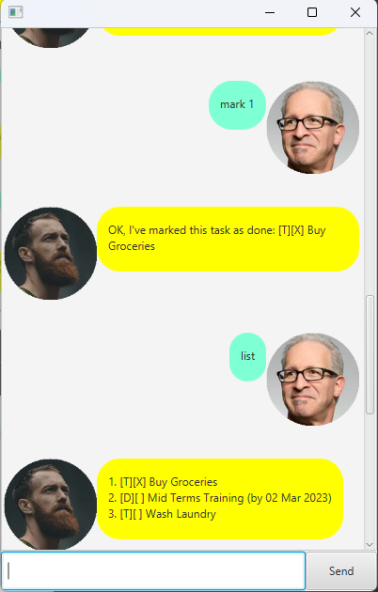 mark 1
OK, I've marked this task as done: [T][X] Buy
Groceries
list
1. [T][X] Buy Groceries
2. [D][ ] Mid Terms Training (by 02 Mar 2023)
3. [T][ ] Wash Laundry
Send